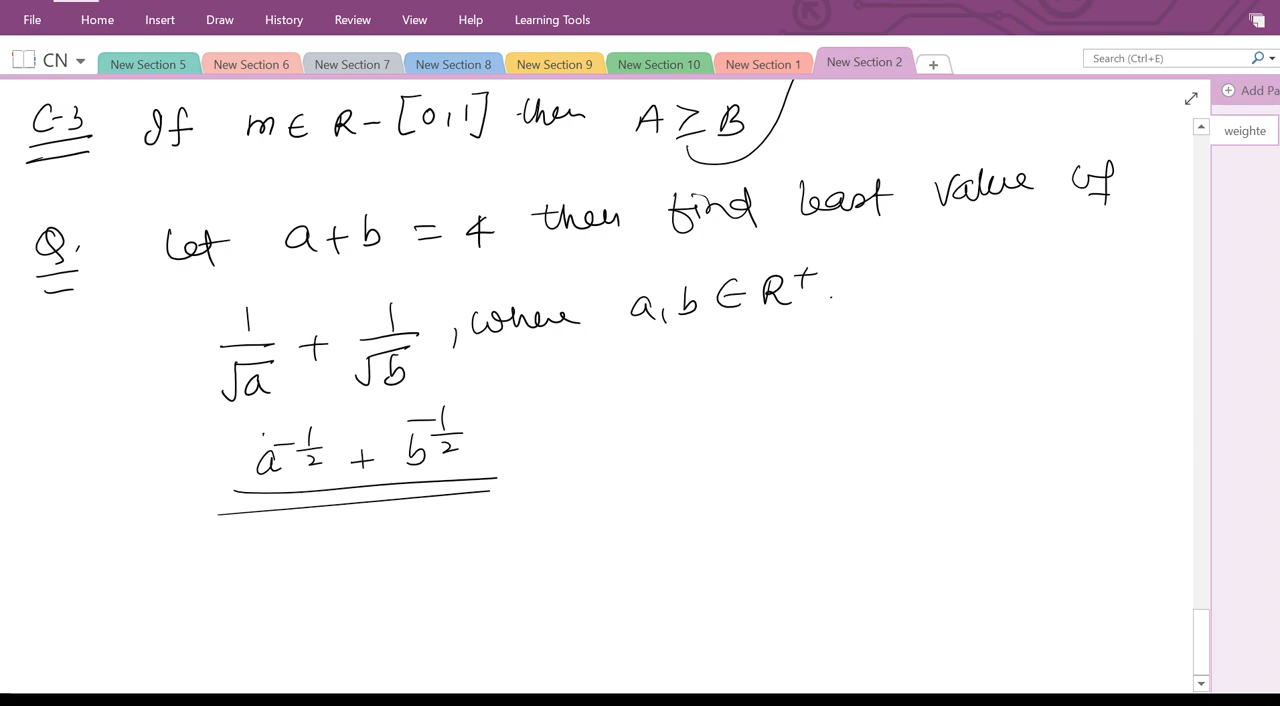 File Home Insert Draw History Review View Help Learning Tools
CN New Section 5 New Section 6 New Section 7 New Section 8 New Section 9 New Section 10 New Section 1 New Section 2 + Search (Ctrl+E)
Add Pa
weighte
C-3 If m ∈ R - [0,1] then A ≥ B
Q. Let a+b = 4 then find least value of
1/√a + 1/√b , where a, b ∈ R⁺.
a^-1/2 + b^-1/2